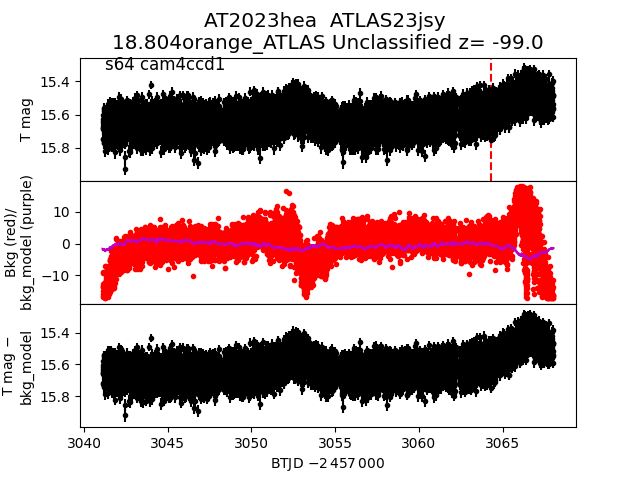 AT2023hea  ATLAS23jsy
18.804orange_ATLAS Unclassified z= -99.0
s64 cam4ccd1
15.4
15.6
15.8
T mag
10
0
−10
Bkg (red)/
bkg_model (purple)
15.4
15.6
15.8
T mag −
bkg_model
3040
3045
3050
3055
3060
3065
BTJD −2 457 000